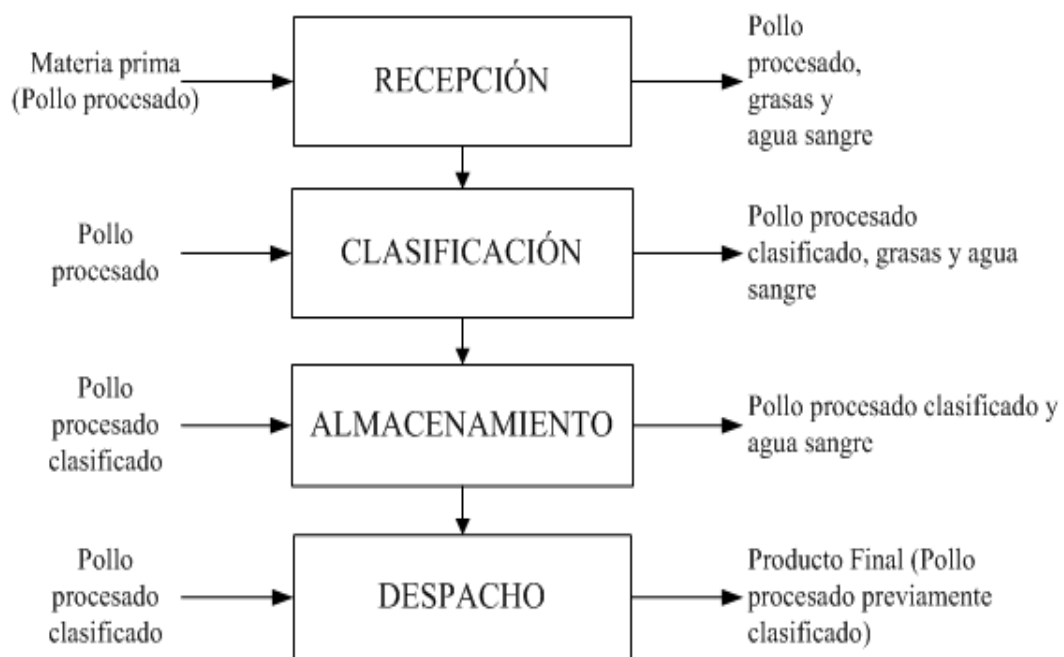 Materia prima
(Pollo procesado)
RECEPCIÓN
Pollo
procesado,
grasas y
agua sangre
Pollo
procesado
CLASIFICACIÓN
Pollo procesado
clasificado, grasas y agua
sangre
Pollo
procesado
clasificado
ALMACENAMIENTO
Pollo procesado clasificado y
agua sangre
Pollo
procesado
clasificado
DESPACHO
Producto Final (Pollo
procesado previamente
clasificado)